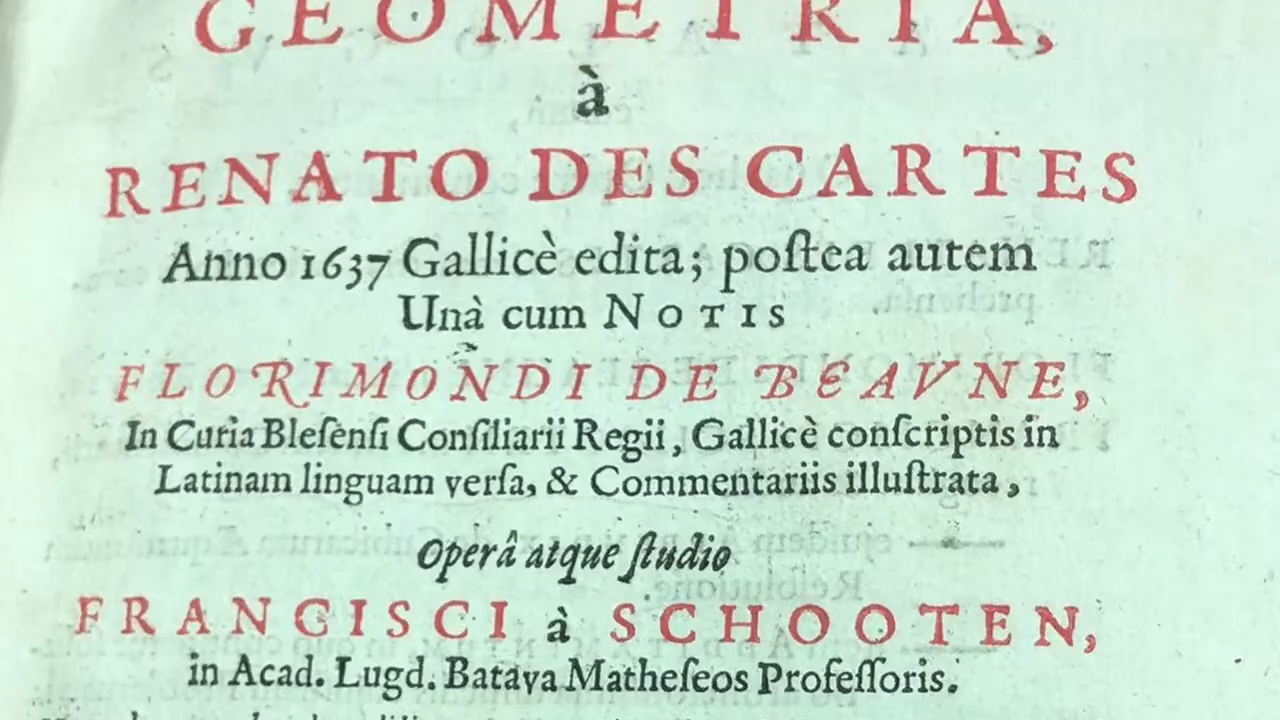 GEOMETRIA,
à
RENATO DES CARTES
Anno 1637 Gallicè edita; poſtea autem
Unà cum NOTIS
FLORIMONDI DE BEAVNE,
In Curia Bleſenſi Conſiliarii Regii, Gallicè conſcriptis in
Latinam linguam verſa, & Commentariis illuſtrata,
Operâ atque ſtudio
FRANCISCI à SCHOOTEN,
in Acad. Lugd. Batava Matheſeos Profeſſoris.